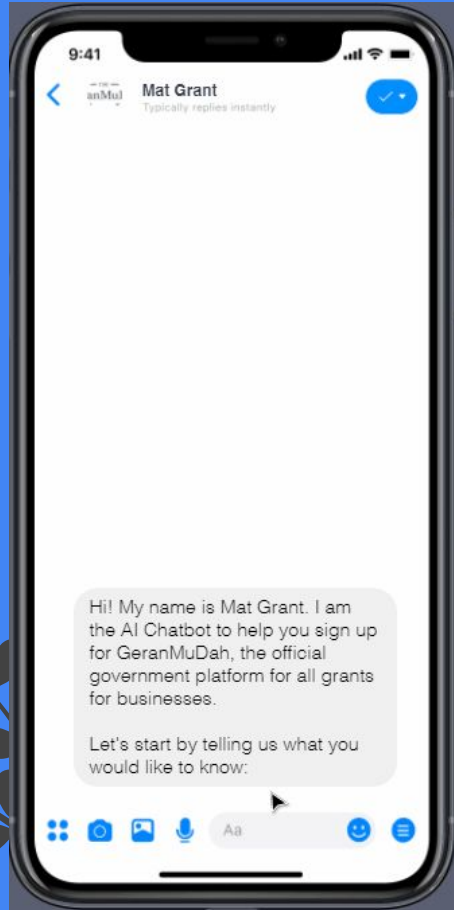 9:41
anMul
Mat Grant
Typically replies instantly
Hi! My name is Mat Grant. I am
the AI Chatbot to help you sign up
for GeranMuDah, the official
government platform for all grants
for businesses.
Let's start by telling us what you
would like to know:
Aa